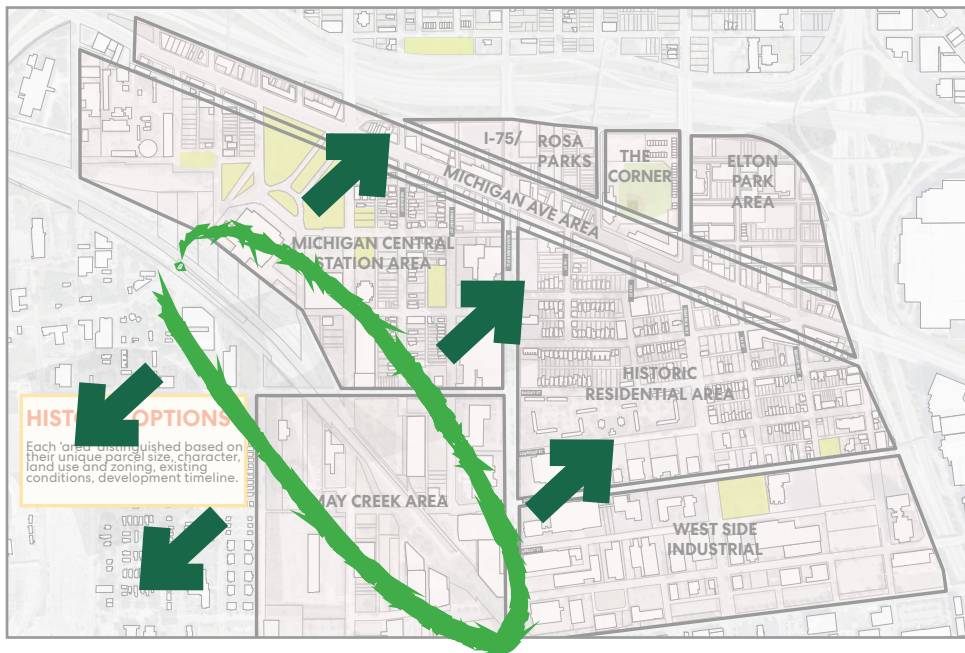 I-75/ ROSA
PARKS
THE
CORNER
ELTON
PARK
AREA
MICHIGAN AVE AREA
MICHIGAN CENTRAL
STATION AREA
HISTORIC
RESIDENTIAL AREA
OPTIONS
Each 'area' distinguished based on
their unique parcel size, character,
land use and zoning, existing
conditions, development timeline.
MAY CREEK AREA
WEST SIDE
INDUSTRIAL